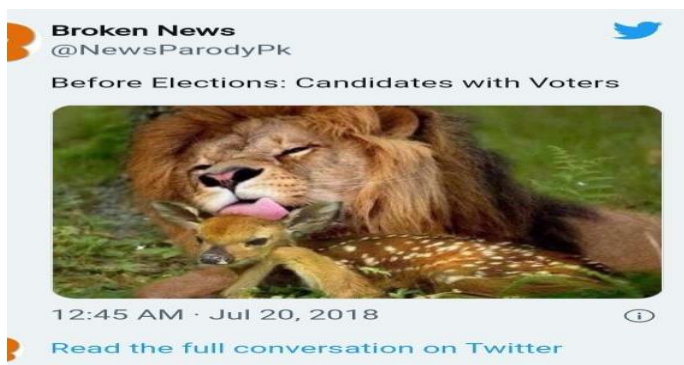 Broken News
@NewsParodyPk
Before Elections: Candidates with Voters
12:45 AM · Jul 20, 2018
Read the full conversation on Twitter